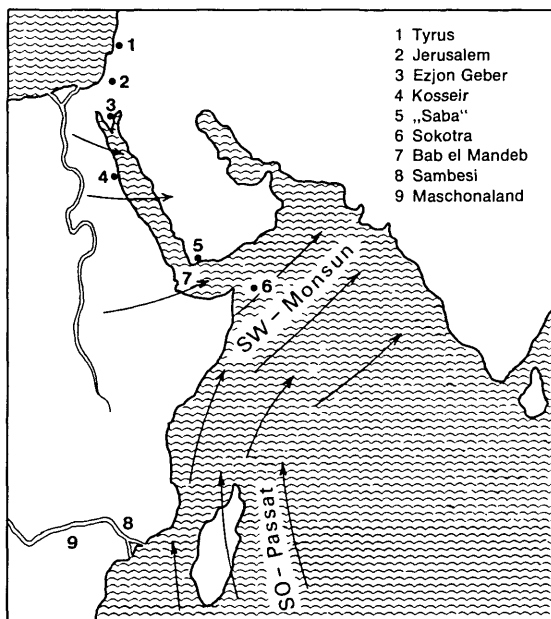 1 Tyrus
2 Jerusalem
3 Ezjon Geber
4 Kosseir
5 „Saba“
6 Sokotra
7 Bab el Mandeb
8 Sambesi
9 Maschonaland
1
2
3
4
5
7
6
SW – Monsun
8
9
SO – Passat